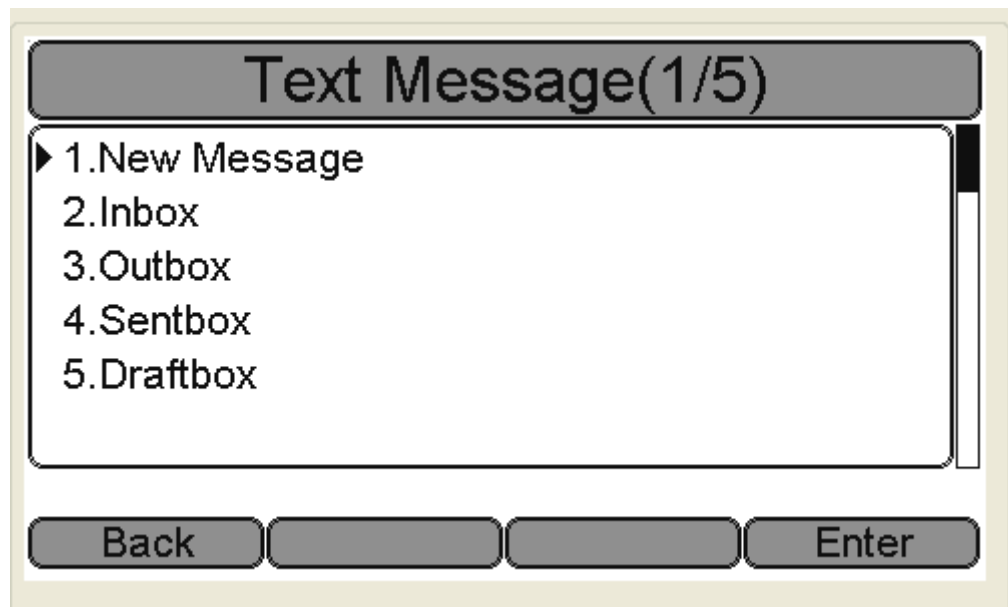 Text Message(1/5)
1.New Message
2.Inbox
3.Outbox
4.Sentbox
5.Draftbox
Back Enter